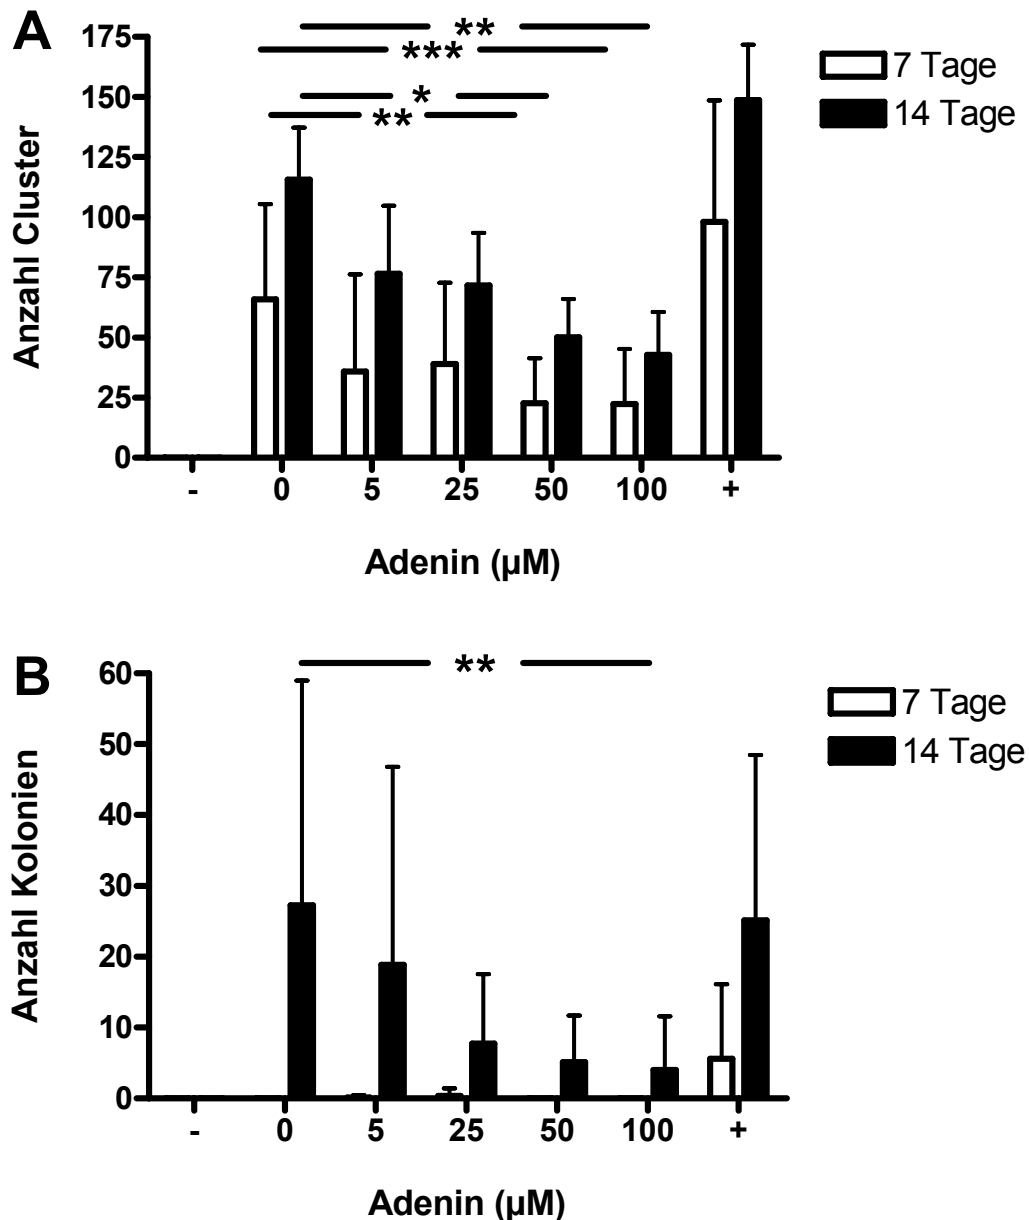 A
**
***
*
**
175
150
125
100
75
50
25
0
Anzahl Cluster
7 Tage
14 Tage
- 0 5 25 50 100 +
Adenin (µM)
B
**
60
50
40
30
20
10
0
Anzahl Kolonien
7 Tage
14 Tage
- 0 5 25 50 100 +
Adenin (µM)